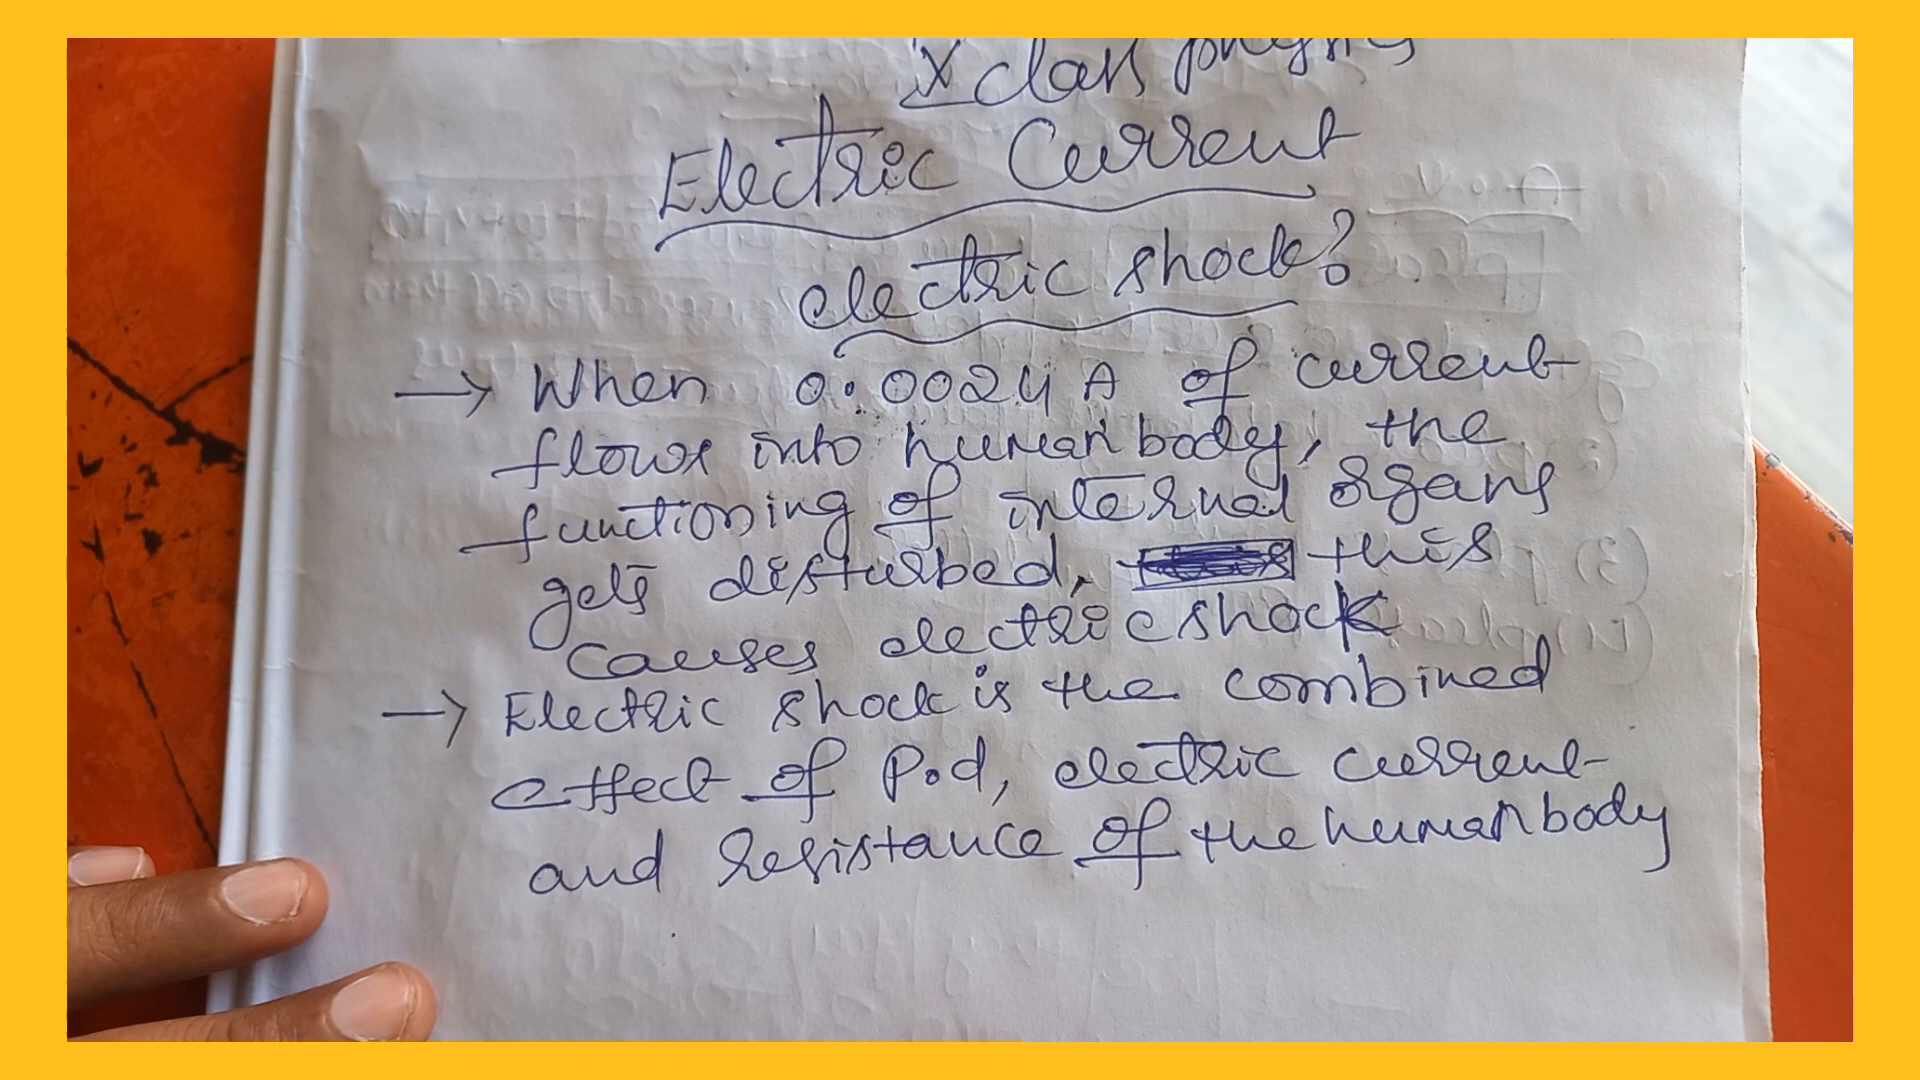 X class physics
Electric Current
electric shock?
→ When 0.0024 A of current
flows into human body, the
functioning of internal organs
gets disturbed, this
causes electric shock
→ Electric shock is the combined
effect of P.d, electric current
and resistance of the human body